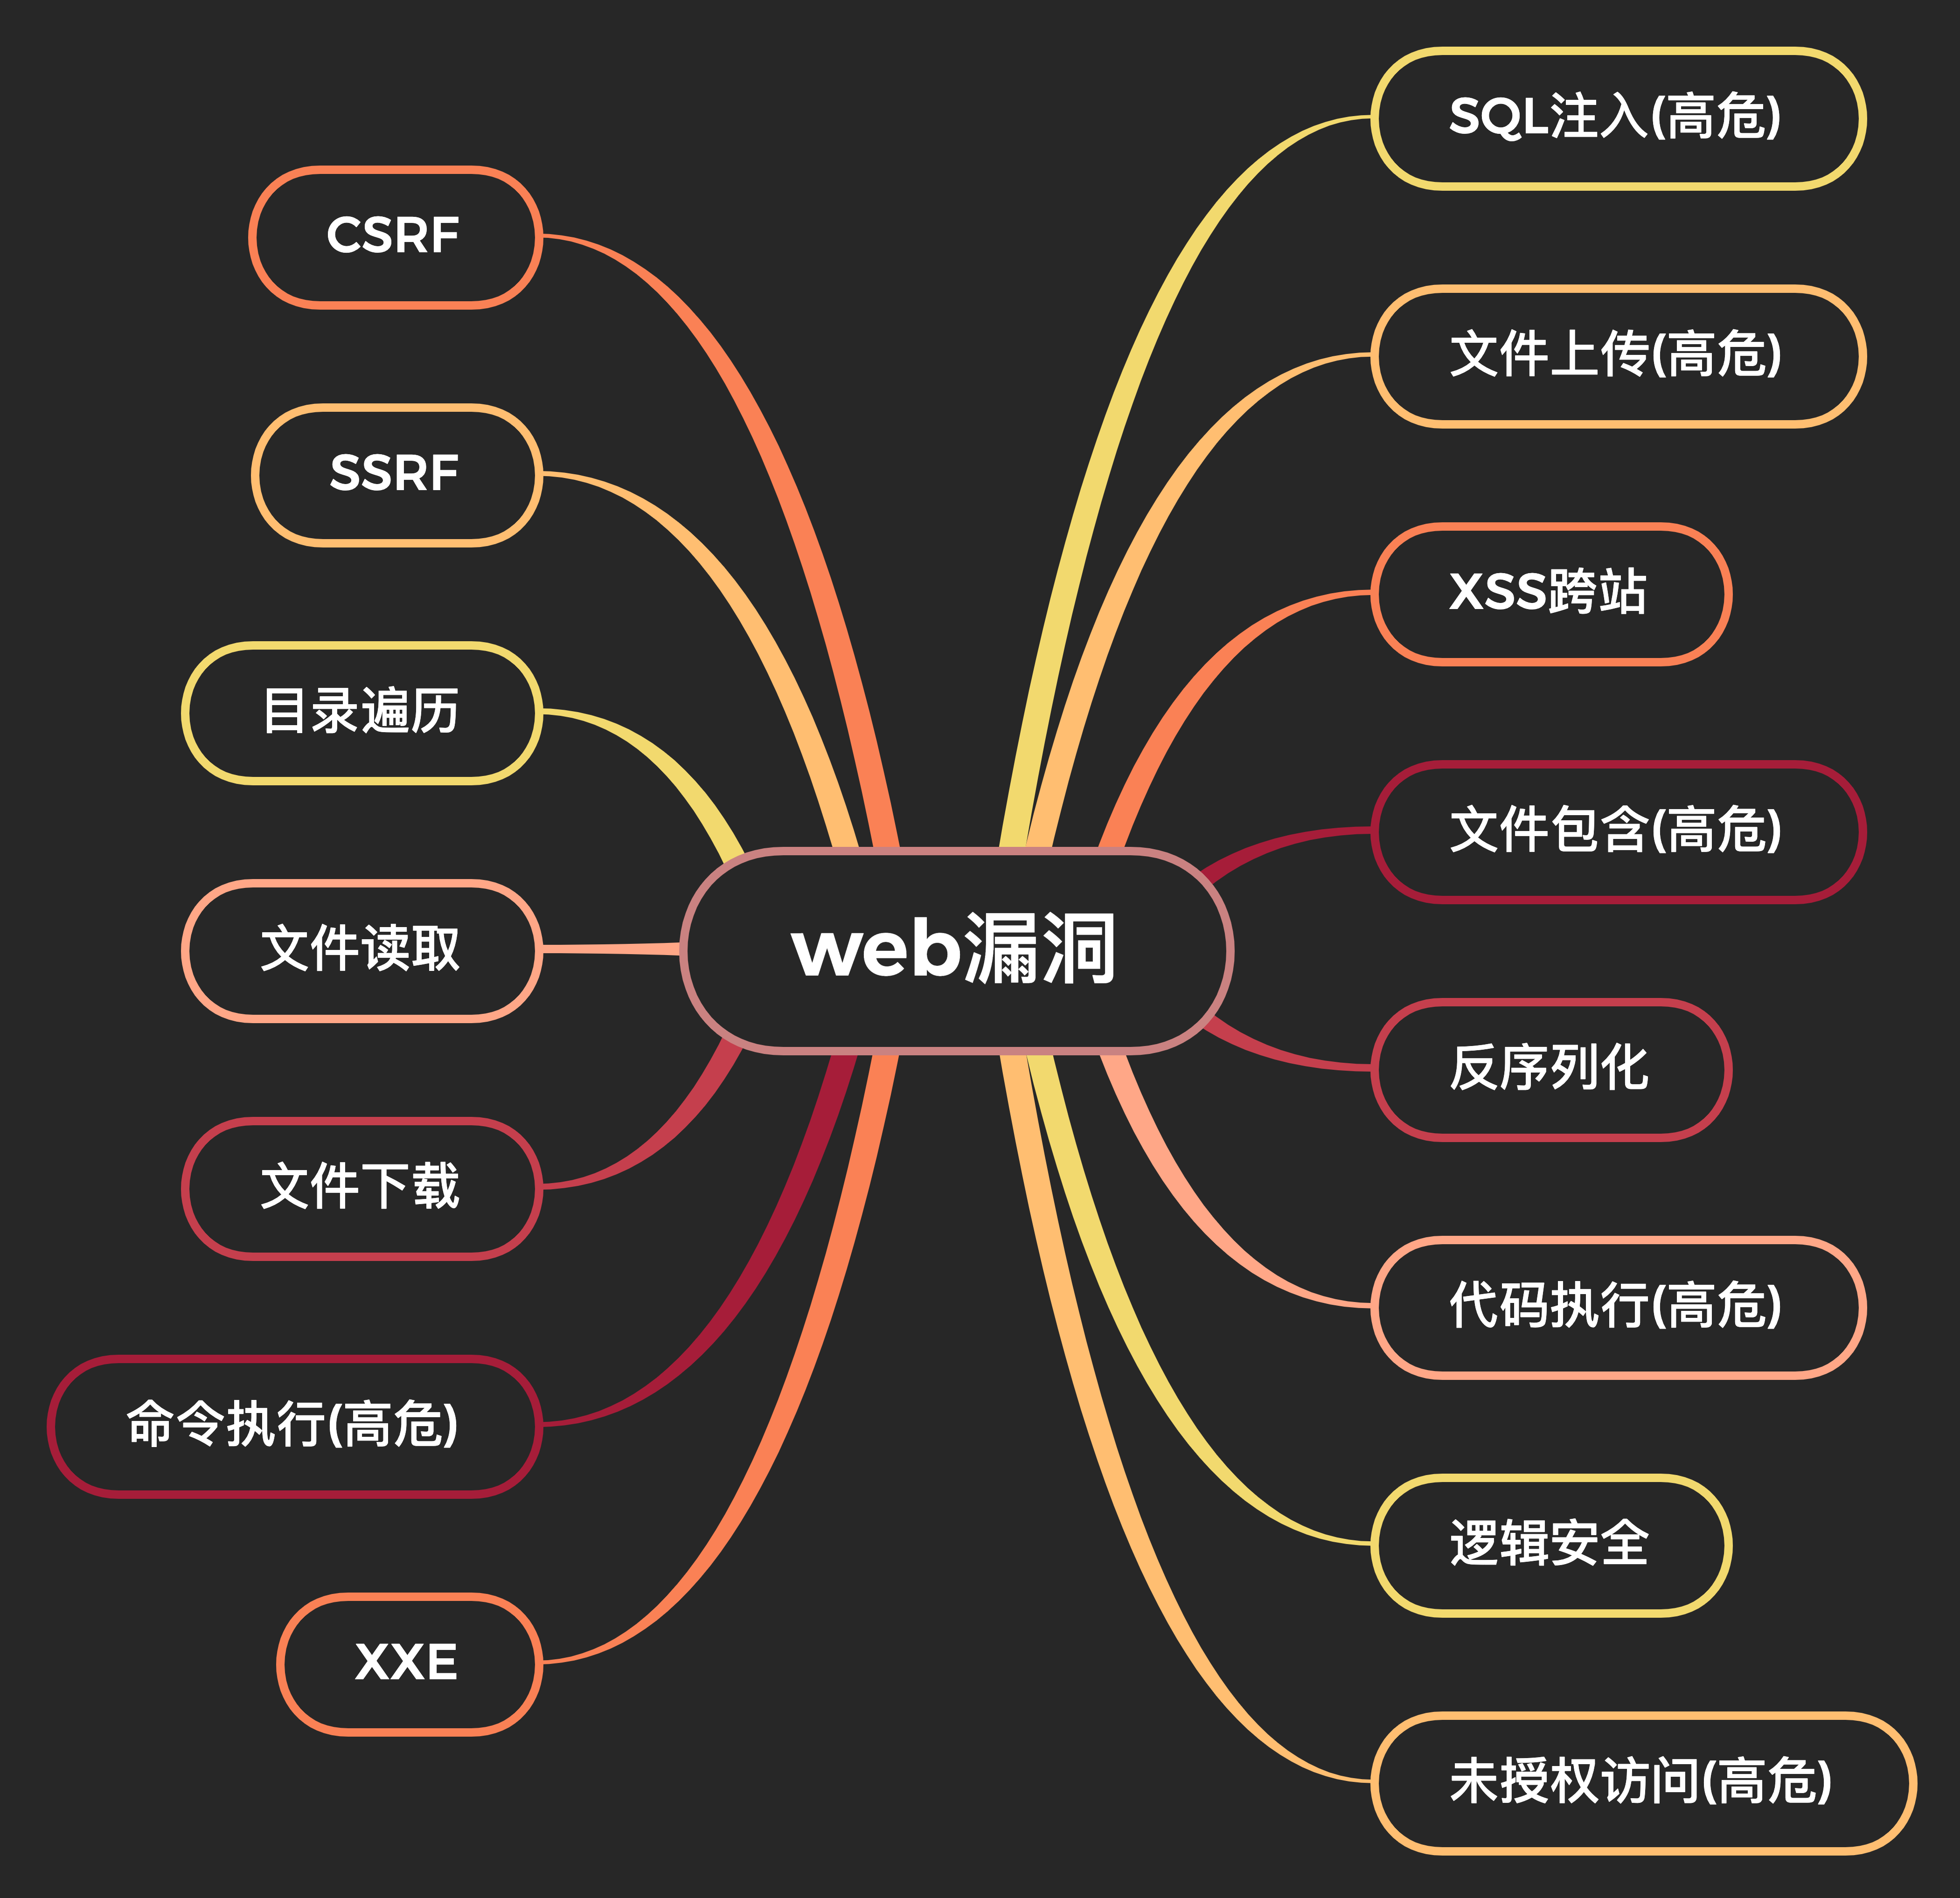 web漏洞
SQL注入(高危)
文件上传(高危)
xss跨站
文件包含(高危)
反序列化
代码执行(高危)
逻辑安全
未授权访问(高危)
CSRF
SSRF
目录遍历
文件读取
文件下载
命令执行(高危)
XXE